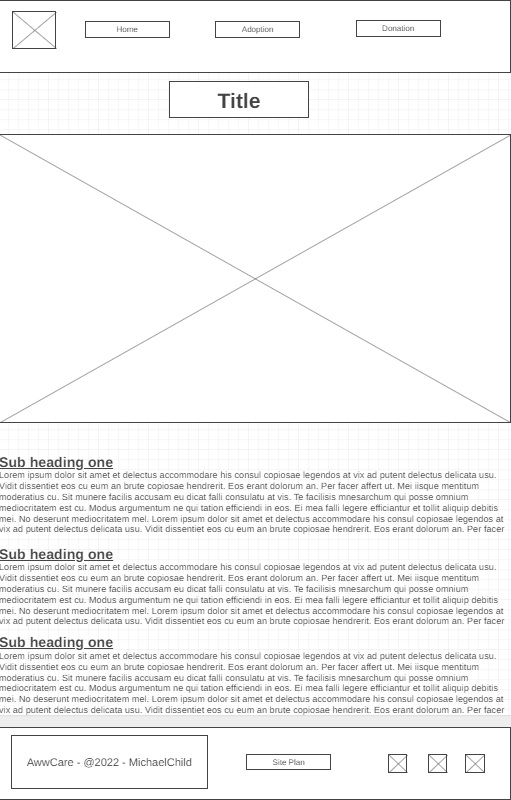 Home
Adoption
Donation
Title
Sub heading one
Lorem ipsum dolor sit amet et delectus accommodare his consul copiosae legendos at vix ad putent delectus delicata usu.
Vidit dissentiet eos cu eum an brute copiosae hendrerit. Eos erant dolorum an. Per facer affert ut. Mei iisque mentitum
moderatius cu. Sit munere facilis accusam eu dicat falli consulatu at vis. Te facilisis mnesarchum qui posse omnium
mediocritatem est cu. Modus argumentum ne qui tation efficiendi in eos. Ei mea falli legere efficiantur et tollit aliquip debitis
mei. No deserunt mediocritatem mel. Lorem ipsum dolor sit amet et delectus accommodare his consul copiosae legendos at
vix ad putent delectus delicata usu. Vidit dissentiet eos cu eum an brute copiosae hendrerit. Eos erant dolorum an. Per facer
Sub heading one
Lorem ipsum dolor sit amet et delectus accommodare his consul copiosae legendos at vix ad putent delectus delicata usu.
Vidit dissentiet eos cu eum an brute copiosae hendrerit. Eos erant dolorum an. Per facer affert ut. Mei iisque mentitum
moderatius cu. Sit munere facilis accusam eu dicat falli consulatu at vis. Te facilisis mnesarchum qui posse omnium
mediocritatem est cu. Modus argumentum ne qui tation efficiendi in eos. Ei mea falli legere efficiantur et tollit aliquip debitis
mei. No deserunt mediocritatem mel. Lorem ipsum dolor sit amet et delectus accommodare his consul copiosae legendos at
vix ad putent delectus delicata usu. Vidit dissentiet eos cu eum an brute copiosae hendrerit. Eos erant dolorum an. Per facer
Sub heading one
Lorem ipsum dolor sit amet et delectus accommodare his consul copiosae legendos at vix ad putent delectus delicata usu.
Vidit dissentiet eos cu eum an brute copiosae hendrerit. Eos erant dolorum an. Per facer affert ut. Mei iisque mentitum
moderatius cu. Sit munere facilis accusam eu dicat falli consulatu at vis. Te facilisis mnesarchum qui posse omnium
mediocritatem est cu. Modus argumentum ne qui tation efficiendi in eos. Ei mea falli legere efficiantur et tollit aliquip debitis
mei. No deserunt mediocritatem mel. Lorem ipsum dolor sit amet et delectus accommodare his consul copiosae legendos at
vix ad putent delectus delicata usu. Vidit dissentiet eos cu eum an brute copiosae hendrerit. Eos erant dolorum an. Per facer
AwwCare - @2022 - MichaelChild
Site Plan